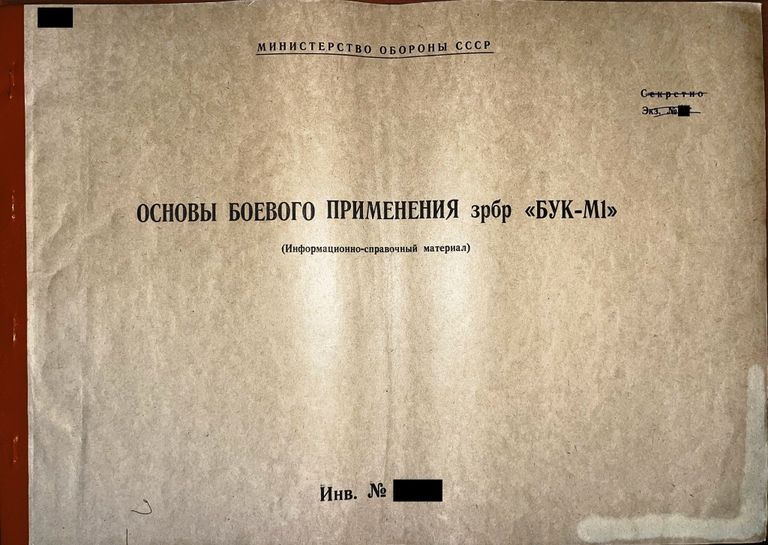 МИНИСТЕРСТВО ОБОРОНЫ СССР
Секретно
Экз. №
ОСНОВЫ БОЕВОГО ПРИМЕНЕНИЯ зрбр «БУК-М1»
(Информационно-справочный материал)
Инв. №